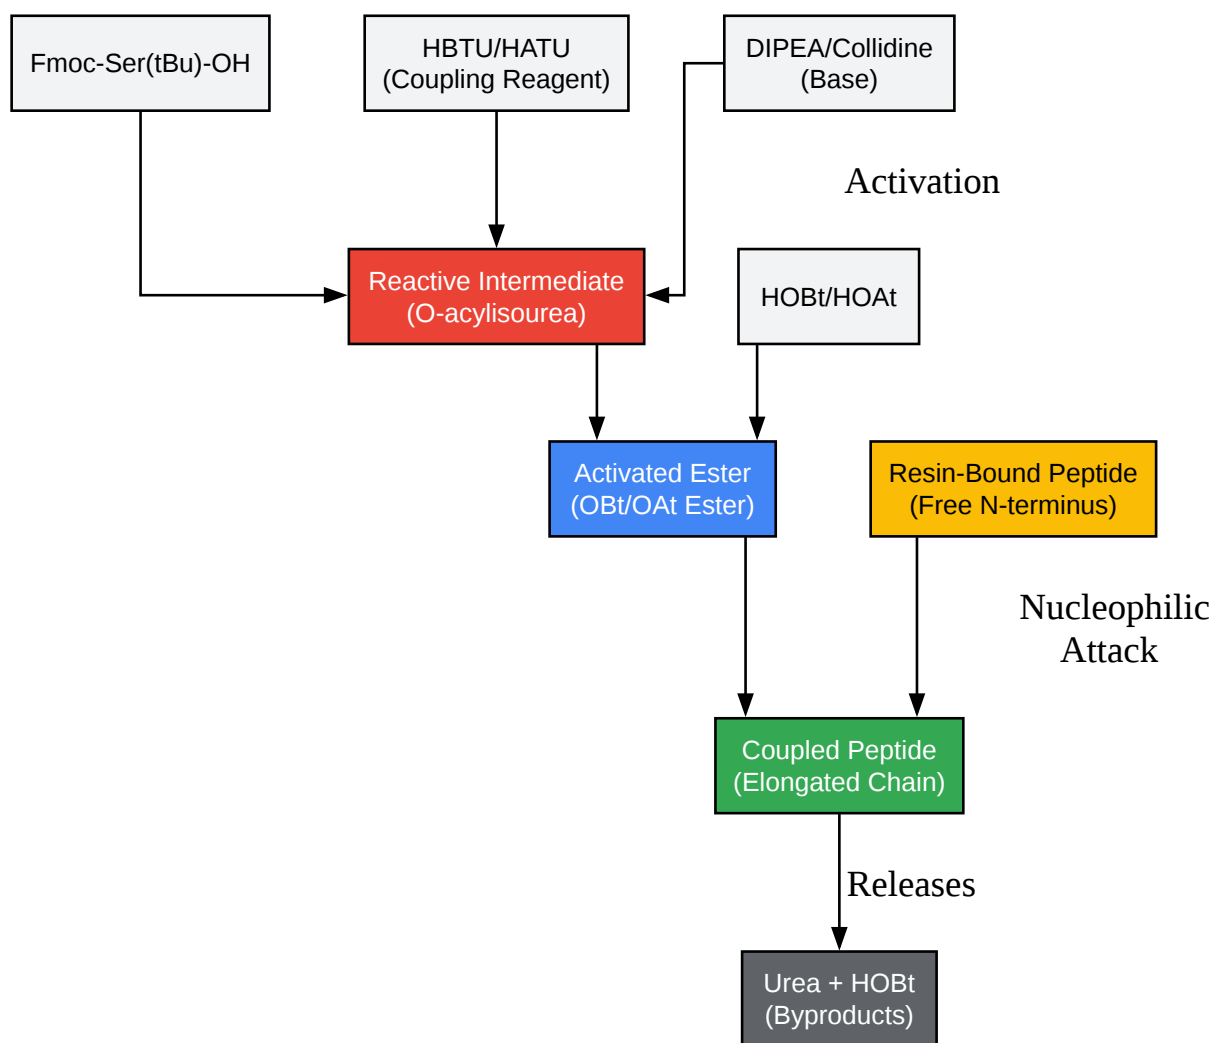 Fmoc-Ser(tBu)-OH
HBTU/HATU
(Coupling Reagent)
DIPEA/Collidine
(Base)
Activation
Reactive Intermediate
(O-acylisourea)
HOBt/HOAt
Activated Ester
(OBt/OAt Ester)
Resin-Bound Peptide
(Free N-terminus)
Nucleophilic
Attack
Coupled Peptide
(Elongated Chain)
Releases
Urea + HOBt
(Byproducts)